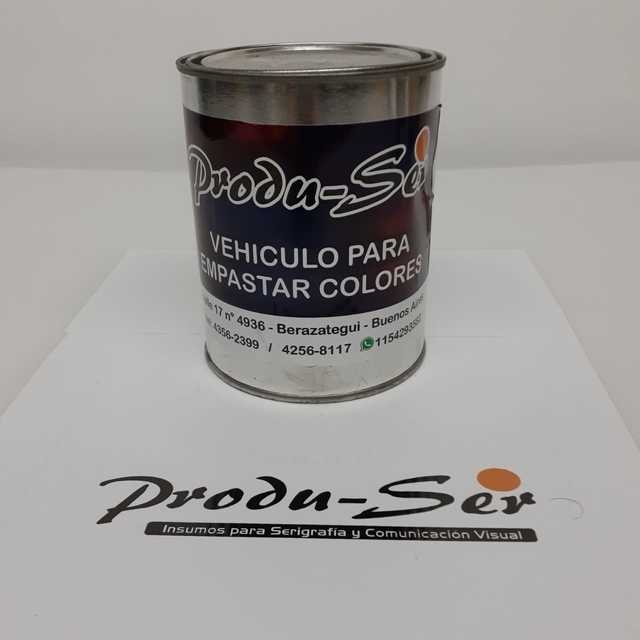 Produ-Ser
VEHICULO PARA
EMPASTAR COLORES
17 nº 4936 - Berazategui - Buenos
4356-2399 / 4256-8117 1154293552
Produ-Ser
Insumos para Serigrafía y Comunicación Visual